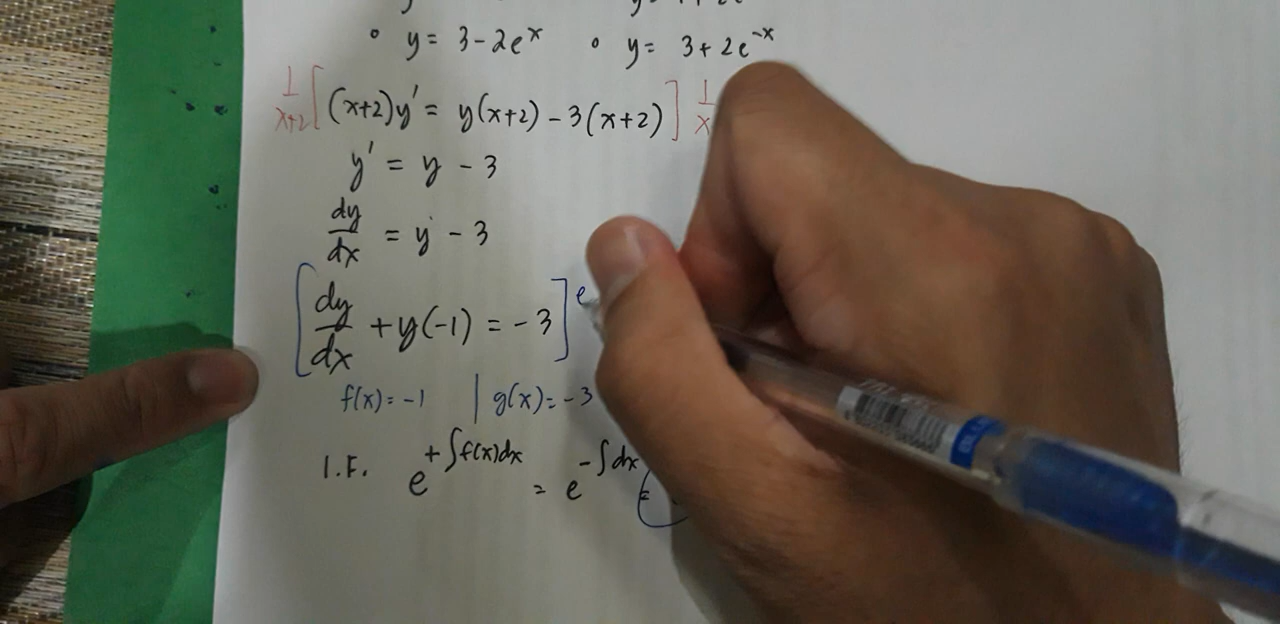 ° y = 3 - 2e^x ° y = 3 + 2e^-x
1/x+2 [ (x+2)y' = y(x+2) - 3(x+2) ] 1/x
y' = y - 3
dy/dx = y - 3
[ dy/dx + y(-1) = -3 ] e
f(x) = -1 | g(x) = -3
I.F. e^+∫f(x)dx = e^-∫dx =